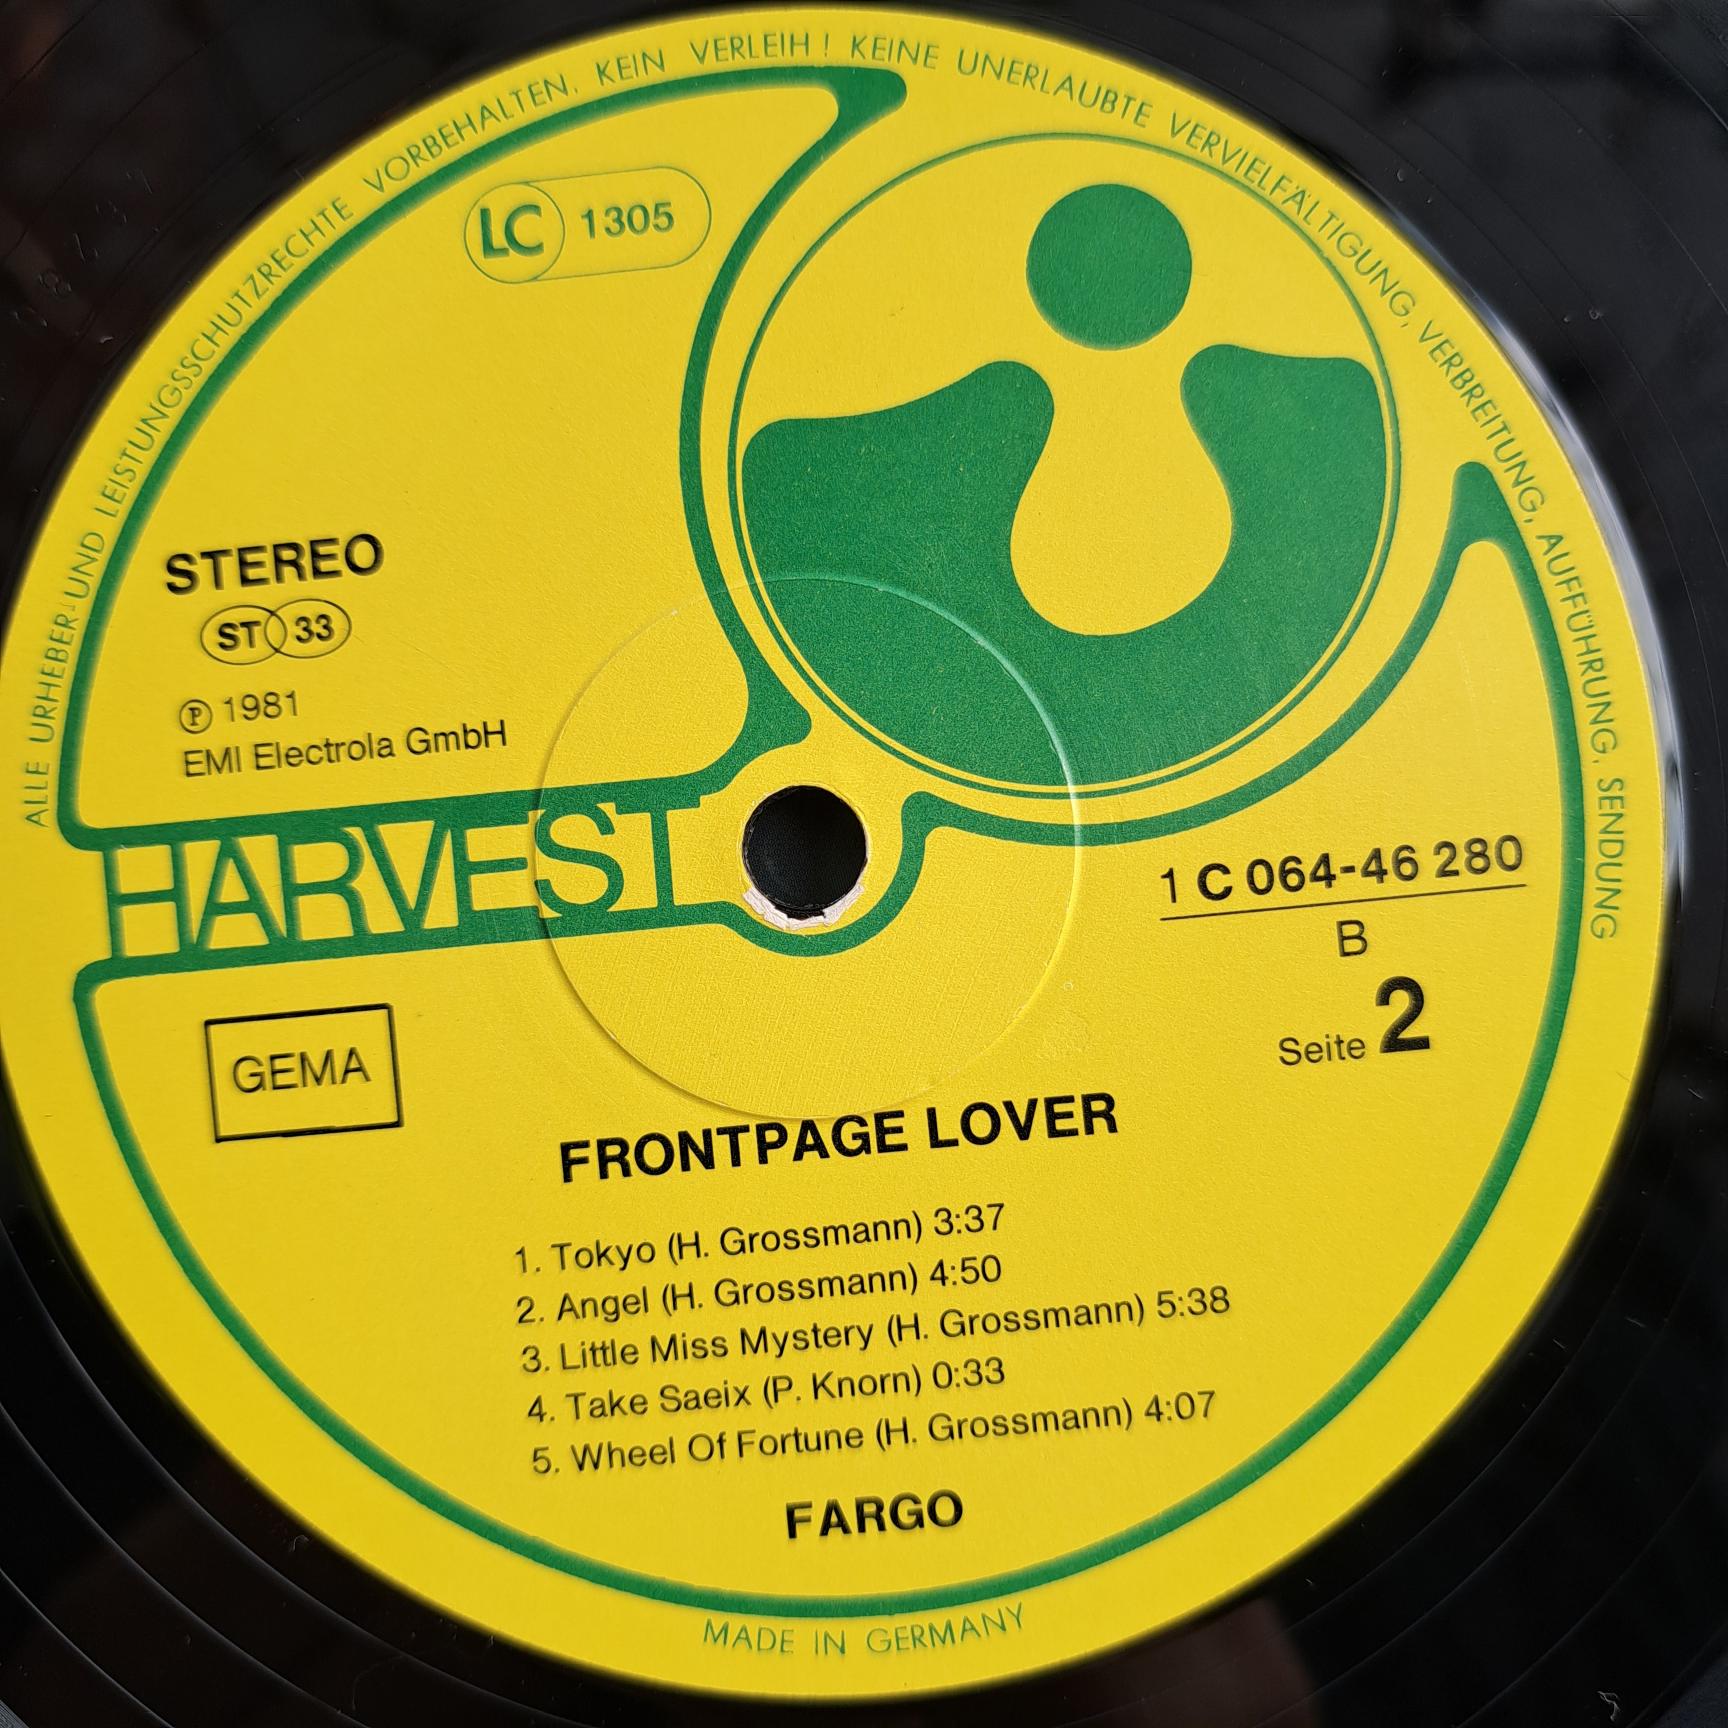 ALLE URHEBER- UND LEISTUNGSSCHUTZRECHTE VORBEHALTEN. KEIN VERLEIH! KEINE UNERLAUBTE VERVIELFÄLTIGUNG, VERBREITUNG, AUFFÜHRUNG, SENDUNG
LC 1305
STEREO
ST 33
Ⓟ 1981
EMI Electrola GmbH
HARVEST
1 C 064-46 280
B
Seite 2
GEMA
FRONTPAGE LOVER
1. Tokyo (H. Grossmann) 3:37
2. Angel (H. Grossmann) 4:50
3. Little Miss Mystery (H. Grossmann) 5:38
4. Take Saeix (P. Knorn) 0:33
5. Wheel Of Fortune (H. Grossmann) 4:07
FARGO
MADE IN GERMANY